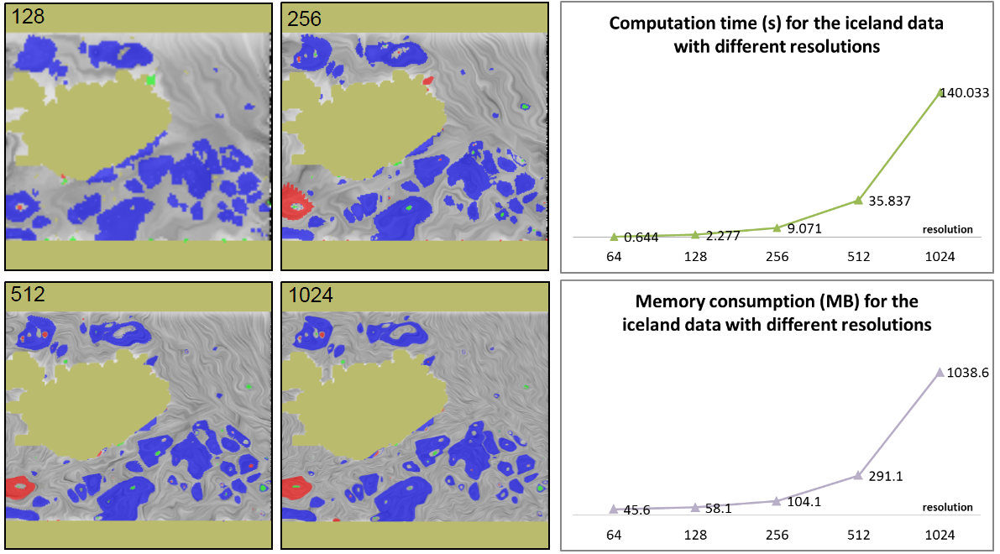 128
256
Computation time (s) for the iceland data
with different resolutions
140.033
35.837
9.071
2.277
0.644
resolution
64 128 256 512 1024
512
1024
Memory consumption (MB) for the
iceland data with different resolutions
1038.6
291.1
104.1
58.1
45.6
resolution
64 128 256 512 1024